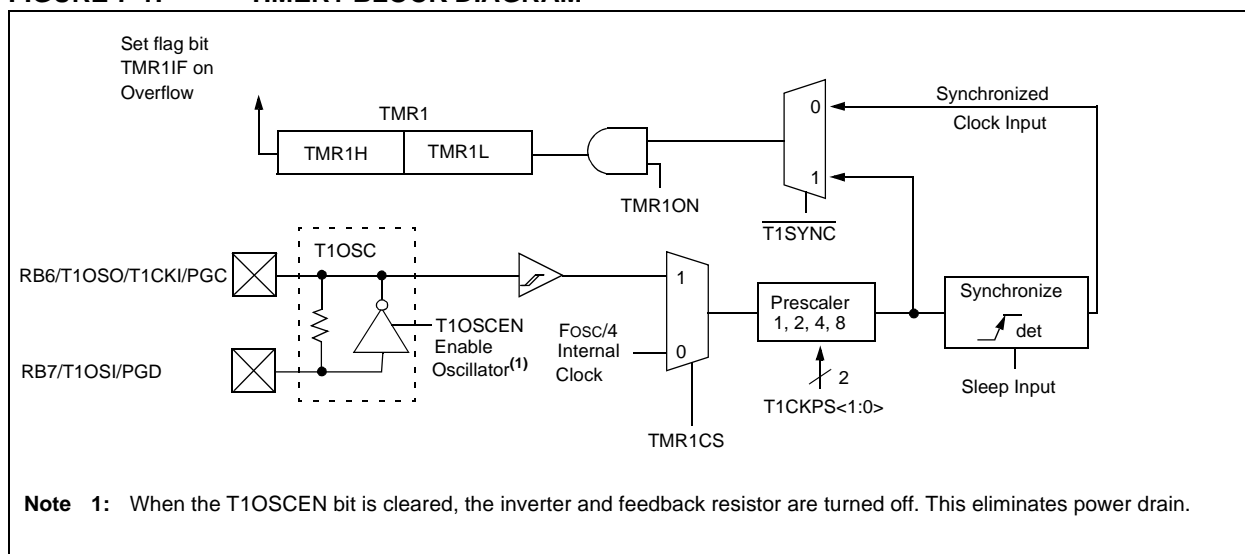 Set flag bit
TMR1IF on
Overflow
TMR1
TMR1H
TMR1L
TMR1ON
0
1
T1SYNC
Synchronized
Clock Input
RB6/T1OSO/T1CKI/PGC
RB7/T1OSI/PGD
T1OSC
T1OSCEN
Enable
Oscillator(1)
FOSC/4
Internal
Clock
1
0
TMR1CS
Prescaler
1, 2, 4, 8
2
T1CKPS<1:0>
Synchronize
det
Sleep Input
Note 1: When the T1OSCEN bit is cleared, the inverter and feedback resistor are turned off. This eliminates power drain.